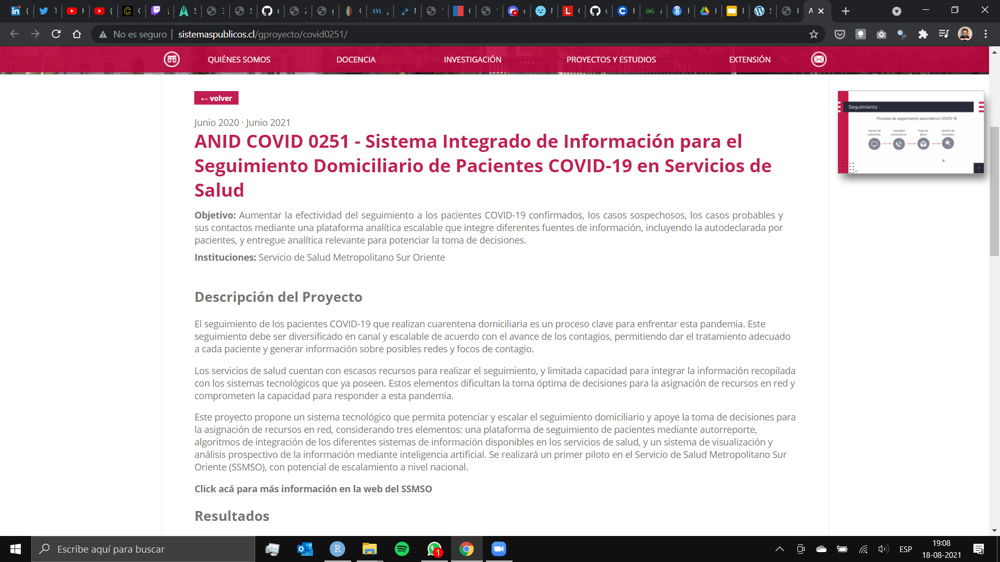 No es seguro
sistemaspublicos.cl/gproyecto/covid0251/
QUIÉNES SOMOS
DOCENCIA
INVESTIGACIÓN
PROYECTOS Y ESTUDIOS
EXTENSIÓN
← volver
Junio 2020 · Junio 2021
ANID COVID 0251 - Sistema Integrado de Información para el
Seguimiento Domiciliario de Pacientes COVID-19 en Servicios de
Salud
Objetivo: Aumentar la efectividad del seguimiento a los pacientes COVID-19 confirmados, los casos sospechosos, los casos probables y
sus contactos mediante una plataforma analítica escalable que integre diferentes fuentes de información, incluyendo la autodeclarada por
pacientes, y entregue analítica relevante para potenciar la toma de decisiones.
Instituciones: Servicio de Salud Metropolitano Sur Oriente
Descripción del Proyecto
El seguimiento de los pacientes COVID-19 que realizan cuarentena domiciliaria es un proceso clave para enfrentar esta pandemia. Este
seguimiento debe ser diversificado en canal y escalable de acuerdo con el avance de los contagios, permitiendo dar el tratamiento adecuado
a cada paciente y generar información sobre posibles redes y focos de contagio.
Los servicios de salud cuentan con escasos recursos para realizar el seguimiento, y limitada capacidad para integrar la información recopilada
con los sistemas tecnológicos que ya poseen. Estos elementos dificultan la toma óptima de decisiones para la asignación de recursos en red y
comprometen la capacidad para responder a esta pandemia.
Este proyecto propone un sistema tecnológico que permita potenciar y escalar el seguimiento domiciliario y apoye la toma de decisiones para
la asignación de recursos en red, considerando tres elementos: una plataforma de seguimiento de pacientes mediante autorreporte,
algoritmos de integración de los diferentes sistemas de información disponibles en los servicios de salud, y un sistema de visualización y
análisis prospectivo de la información mediante inteligencia artificial. Se realizará un primer piloto en el Servicio de Salud Metropolitano Sur
Oriente (SSMSO), con potencial de escalamiento a nivel nacional.
Click acá para más información en la web del SSMSO
Resultados
Seguimiento
Proceso de seguimiento automático COVID-19
Ingreso de pacientes
Llamados automáticos
Reporte diario
Gestión de resultados
7
Escribe aquí para buscar
1
ESP
19:08
18-08-2021